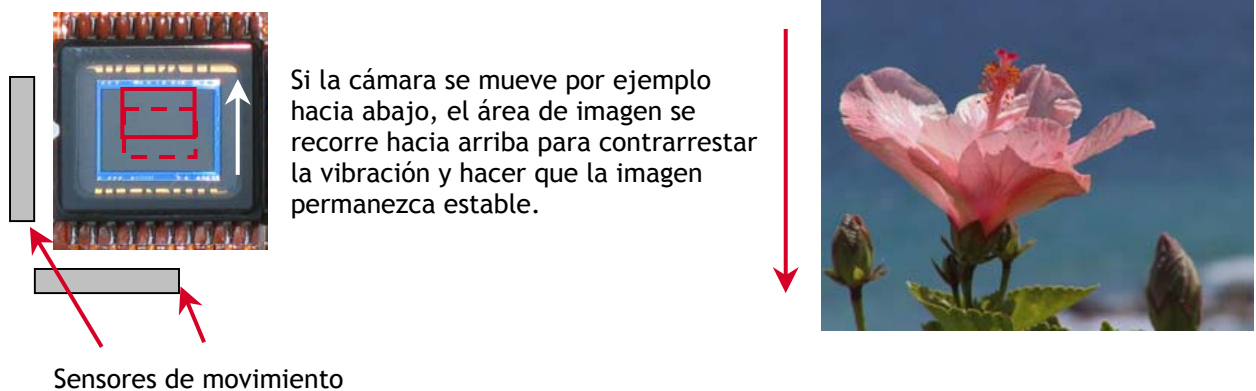 Si la cámara se mueve por ejemplo
hacia abajo, el área de imagen se
recorre hacia arriba para contrarrestar
la vibración y hacer que la imagen
permanezca estable.
Sensores de movimiento